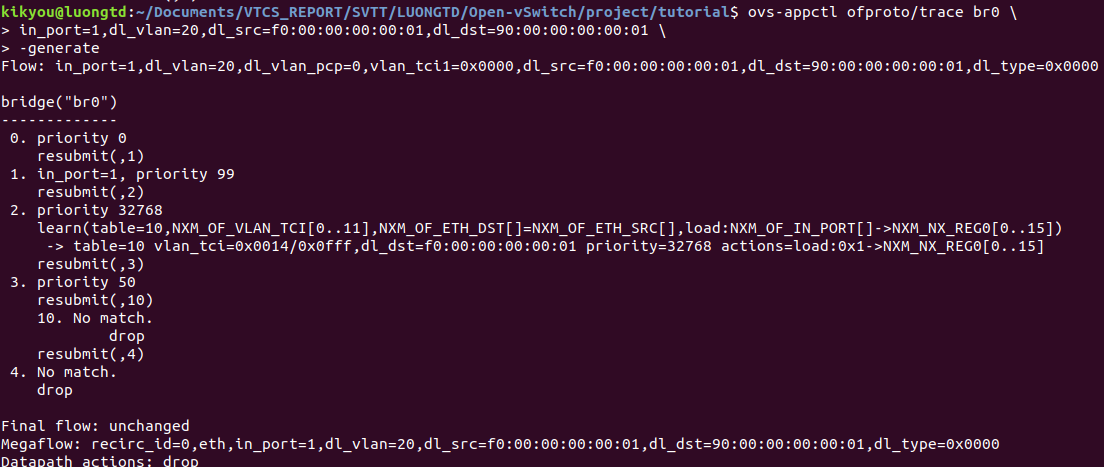 kikyou@luongtd:~/Documents/VTCS_REPORT/SVTT/LUONGTD/Open-vSwitch/project/tutorial$ ovs-appctl ofproto/trace br0 \
> in_port=1,dl_vlan=20,dl_src=f0:00:00:00:00:01,dl_dst=90:00:00:00:00:01 \
> -generate
Flow: in_port=1,dl_vlan=20,dl_vlan_pcp=0,vlan_tci1=0x0000,dl_src=f0:00:00:00:00:01,dl_dst=90:00:00:00:00:01,dl_type=0x0000

bridge("br0")
-------------
 0. priority 0
    resubmit(,1)
 1. in_port=1, priority 99
    resubmit(,2)
 2. priority 32768
    learn(table=10,NXM_OF_VLAN_TCI[0..11],NXM_OF_ETH_DST[]=NXM_OF_ETH_SRC[],load:NXM_OF_IN_PORT[]->NXM_NX_REG0[0..15])
     -> table=10 vlan_tci=0x0014/0x0fff,dl_dst=f0:00:00:00:00:01 priority=32768 actions=load:0x1->NXM_NX_REG0[0..15]
    resubmit(,3)
 3. priority 50
    resubmit(,10)
    10. No match.
            drop
    resubmit(,4)
 4. No match.
    drop

Final flow: unchanged
Megaflow: recirc_id=0,eth,in_port=1,dl_vlan=20,dl_src=f0:00:00:00:00:01,dl_dst=90:00:00:00:00:01,dl_type=0x0000
Datapath actions: drop